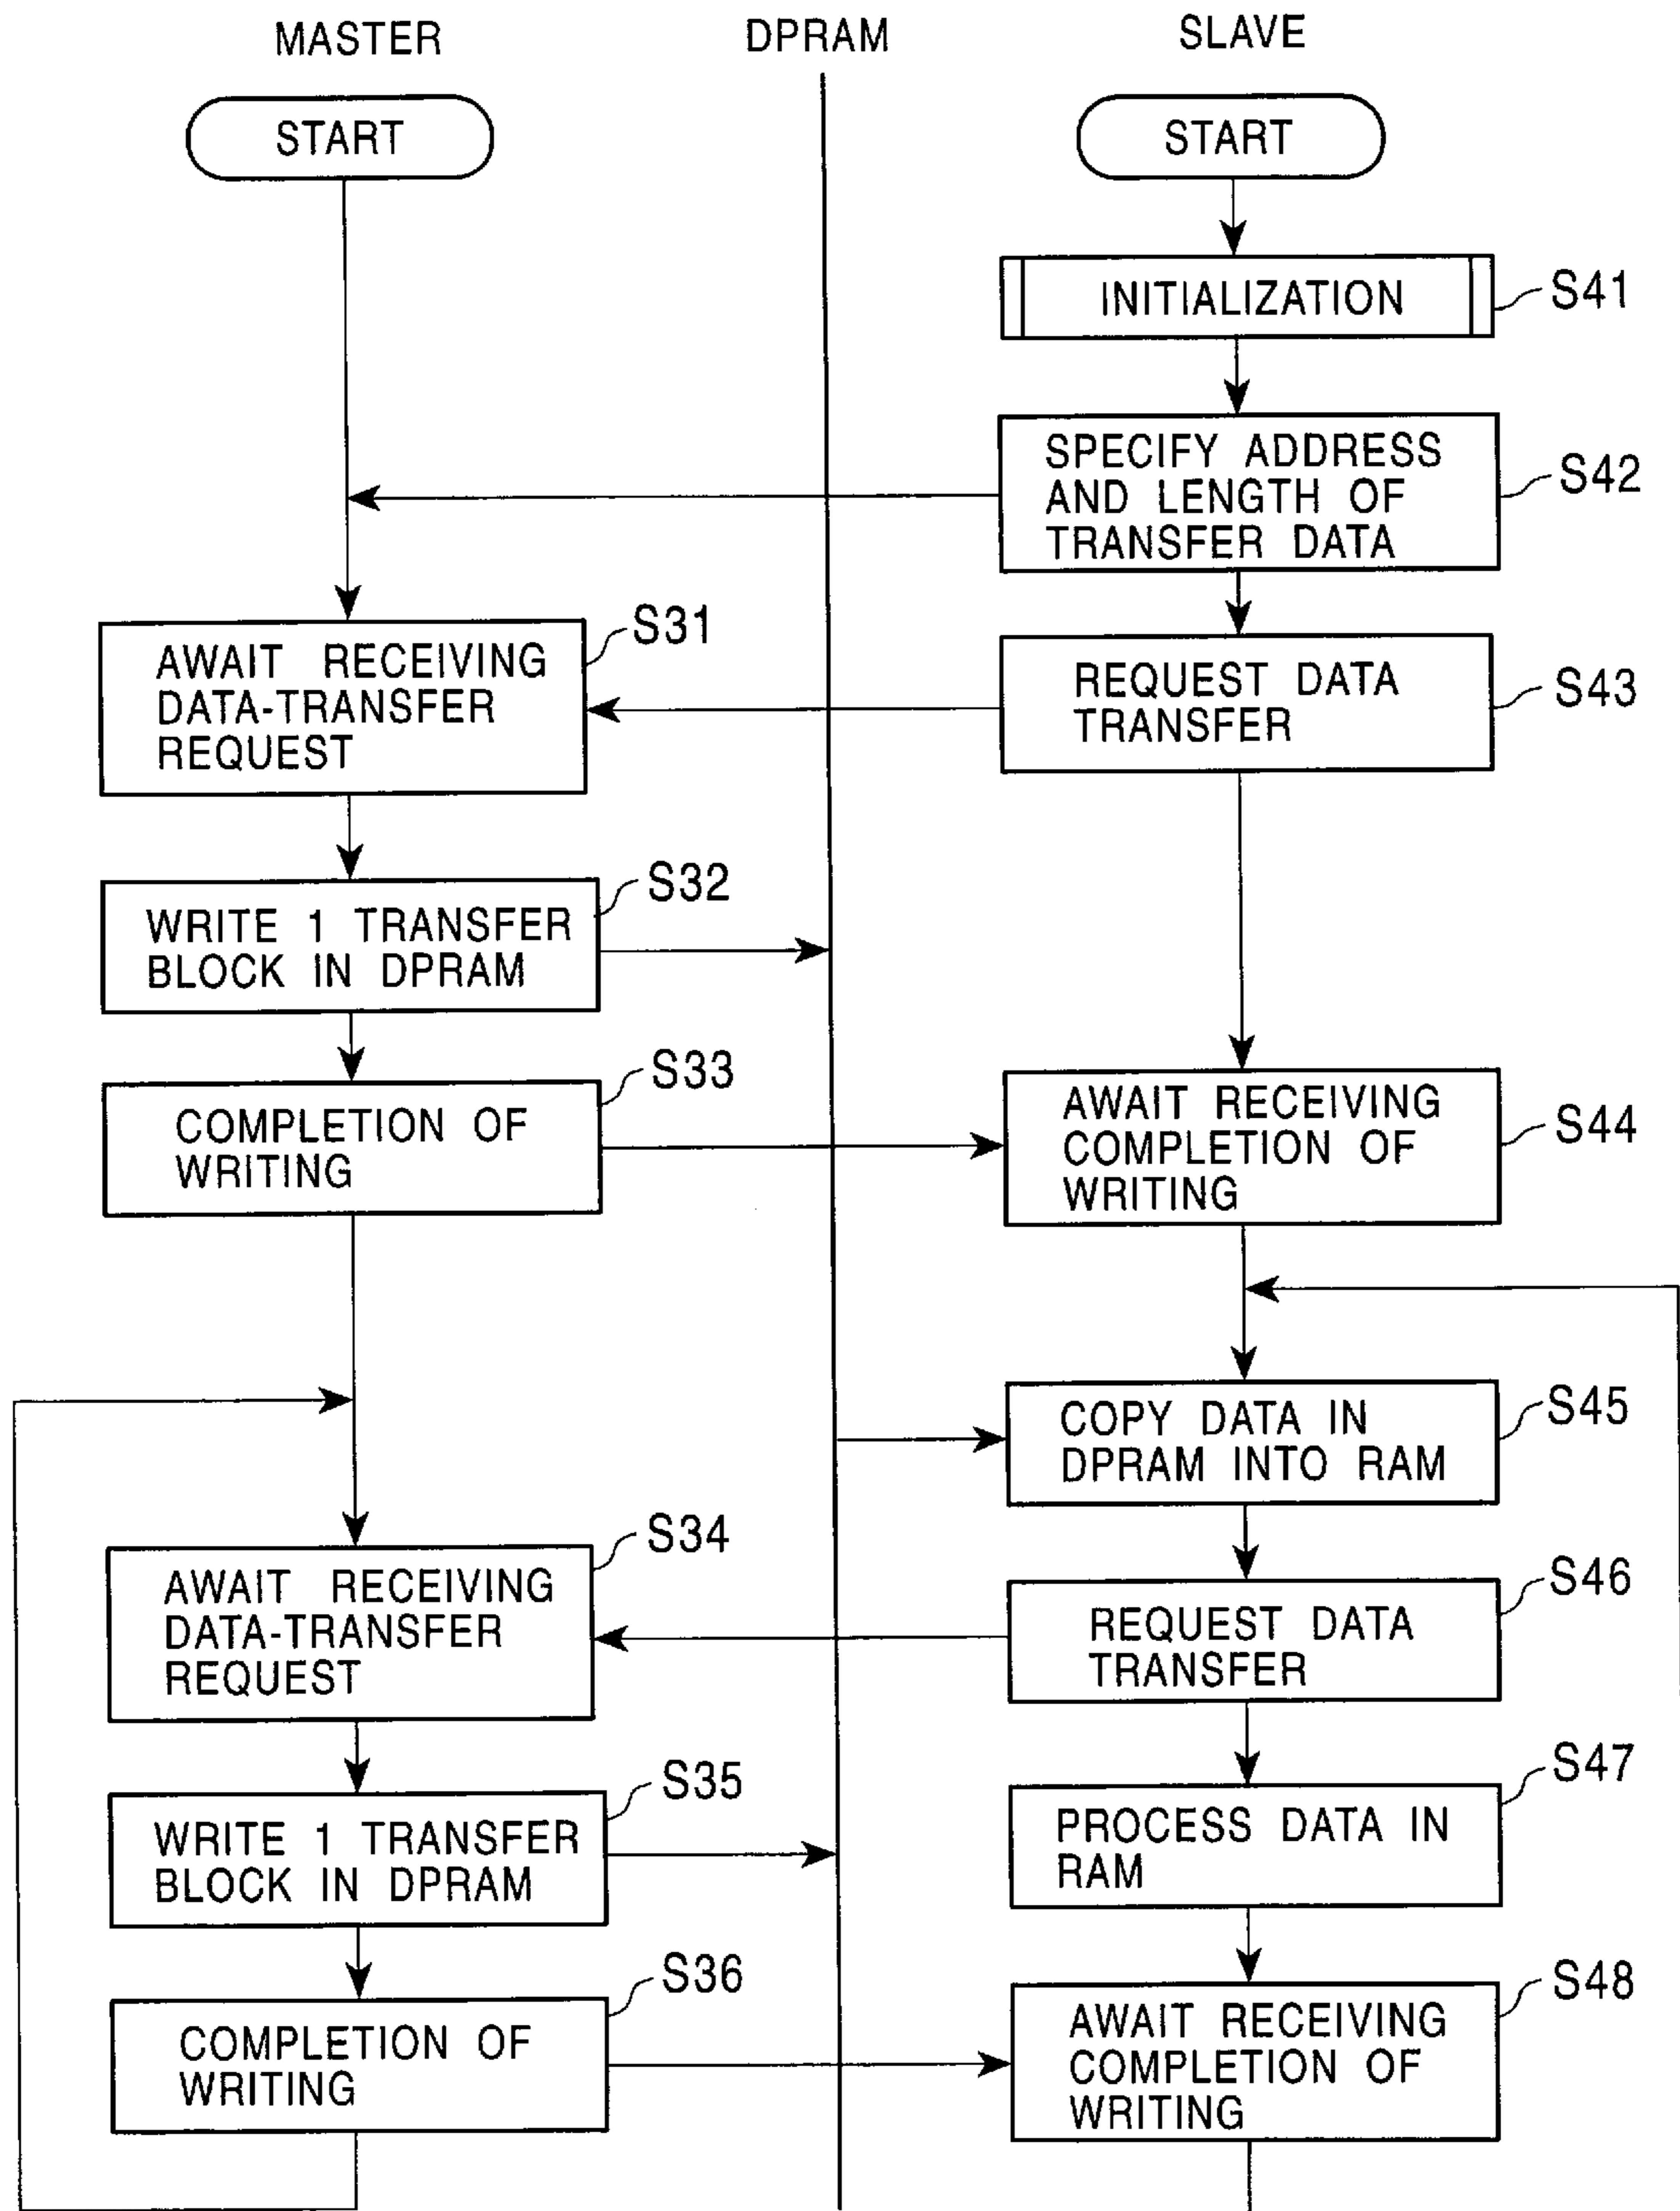 MASTER
DPRAM
SLAVE
START
START
INITIALIZATION
S41
SPECIFY ADDRESS
AND LENGTH OF
TRANSFER DATA
S42
S31
AWAIT RECEIVING
DATA-TRANSFER
REQUEST
REQUEST DATA
TRANSFER
S43
S32
WRITE 1 TRANSFER
BLOCK IN DPRAM
S33
COMPLETION OF
WRITING
AWAIT RECEIVING
COMPLETION OF
WRITING
S44
COPY DATA IN
DPRAM INTO RAM
S45
S34
AWAIT RECEIVING
DATA-TRANSFER
REQUEST
REQUEST DATA
TRANSFER
S46
S35
WRITE 1 TRANSFER
BLOCK IN DPRAM
PROCESS DATA IN
RAM
S47
S36
COMPLETION OF
WRITING
AWAIT RECEIVING
COMPLETION OF
WRITING
S48